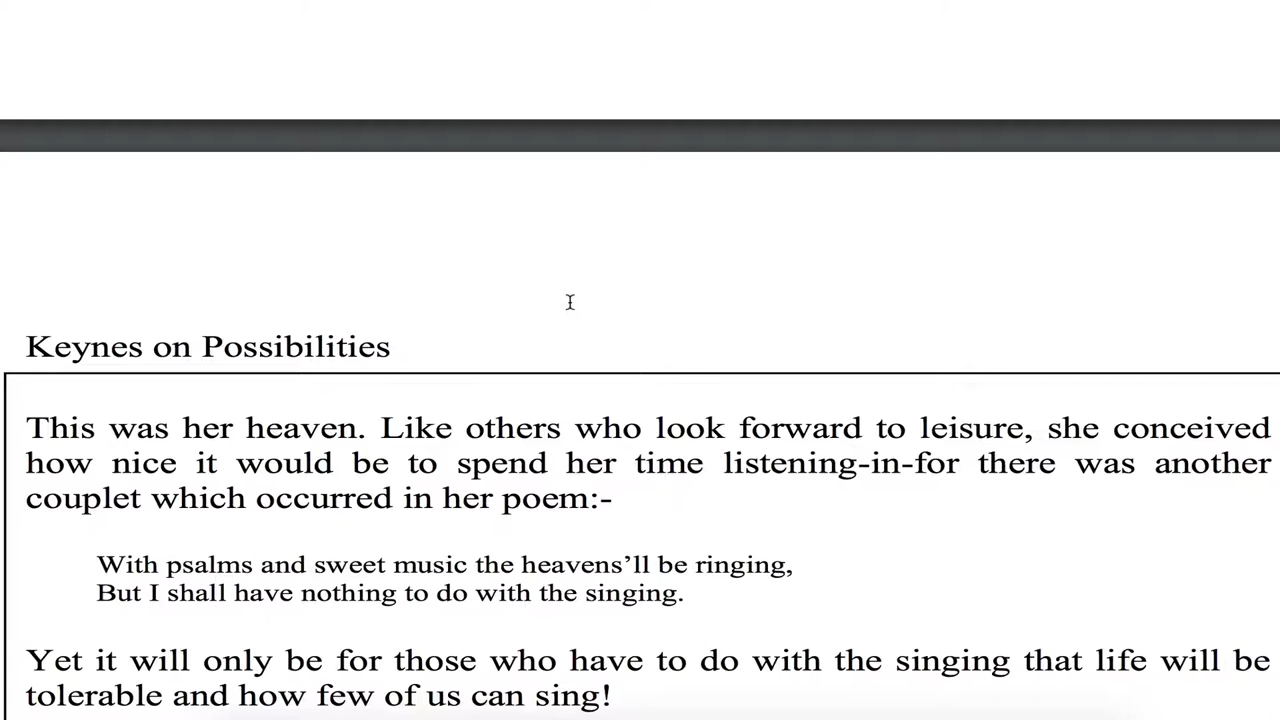 Keynes on Possibilities
This was her heaven. Like others who look forward to leisure, she conceived
how nice it would be to spend her time listening-in-for there was another
couplet which occurred in her poem:-
With psalms and sweet music the heavens’ll be ringing,
But I shall have nothing to do with the singing.
Yet it will only be for those who have to do with the singing that life will be
tolerable and how few of us can sing!